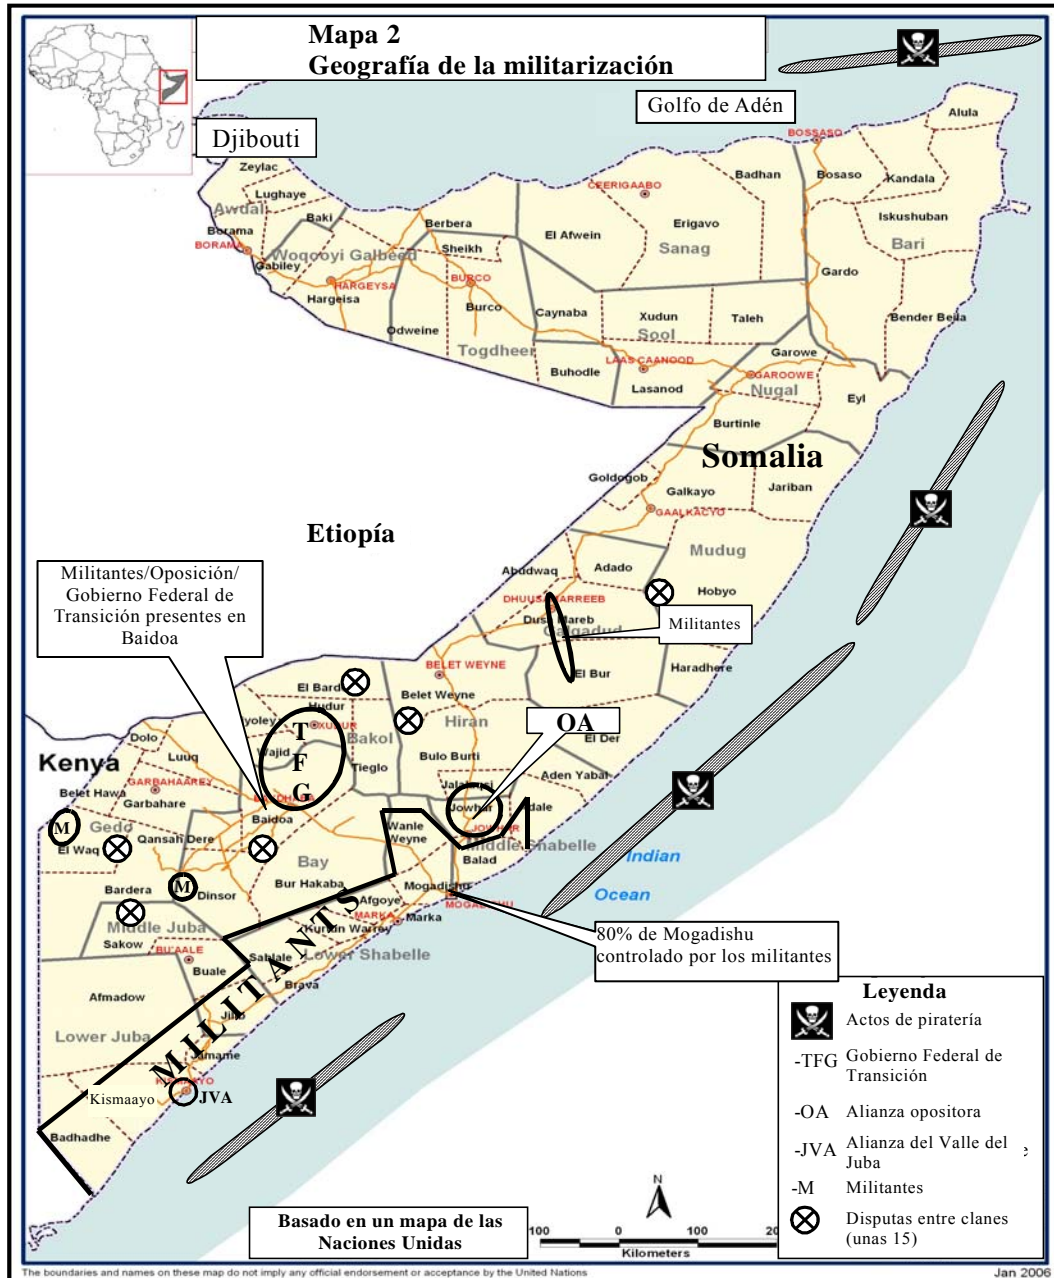 Mapa 2
Geografía de la militarización
Golfo de Adén
Djibouti
Alula
BOSSASO
Zeylac
Badhan
Bosaso
Kandala
CEERIGAABO
Lughaye
Awdal
Baki
Iskushuban
Borama
Berbera
Erigavo
El Afwein
Sanag
Bari
BORAMA
Woqooyi Galbeed
Sheikh
Gabiley
Gardo
HARGEYSA
BURCO
Hargeisa
Burco
Caynaba
Xudun
Taleh
Bender Beila
Odweine
Sool
Togdheer
Garowe
LAAS CAANOOD
Buhodle
GAROOWE
Lasanod
Nugal
Eyl
Burtinle
Somalia
Goldogob
Galkayo
Jariban
GAALKACYO
Etiopía
Mudug
Militantes/Oposición/
Gobierno Federal de
Transición presentes en
Baidoa
Abudwaq
Adado
Hobyo
Militantes
BELET WEYNE
El Bur
Haradhere
El Bard
Belet Weyne
Hudur
Hiran
OA
El Der
TFG
Bakol
Wajid
Tieglo
Bulo Burti
Dolo
Luuq
Kenya
GARBAHAAREY
Aden Yabal
Belet Hawa
Garbahare
Jowhar
M
Gedo
Baidoa
Wanle
Weyne
El Waq
Qansah Dere
Bay
Balad
Indian
Ocean
Bur Hakaba
Mogadishu
M
Dinsor
Bardera
Afgoye
MOGADISHU
MARKA
Marka
Middle Juba
Sakow
Kurtun Warrey
80% de Mogadishu
controlado por los militantes
BU'AALE
Sablale
Lower Shabelle
Buale
Brava
Afmadow
MILITANTS
Lower Juba
Jamame
Kismaayo
JVA
Badhadhe
Leyenda
Actos de piratería
-TFG Gobierno Federal de
Transición
-OA Alianza opositora
-JVA Alianza del Valle del
Juba
-M Militantes
Disputas entre clanes
(unas 15)
N
Basado en un mapa de las
Naciones Unidas
100 0 100
Kilometers
The boundaries and names on these map do not imply any official endorsement or acceptance by the United Nations
Jan 2006